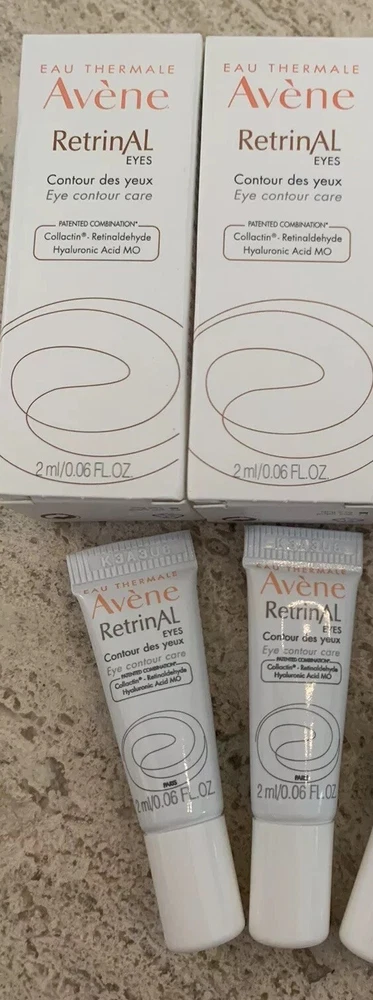 EAU THERMALE
Avène
RetrinAL
EYES
Contour des yeux
Eye contour care
PATENTED COMBINATION*
Collactin® - Retinaldehyde
Hyaluronic Acid MO
2 ml/0.06 FL.OZ.
EAU THERMALE
Avène
RetrinAL
EYES
Contour des yeux
Eye contour care
PATENTED COMBINATION*
Collactin® - Retinaldehyde
Hyaluronic Acid MO
2 ml/0.06 FL.OZ.
EAU THERMALE
Avène
RetrinAL
EYES
Contour des yeux
Eye contour care
PATENTED COMBINATION*
Collactin® - Retinaldehyde
Hyaluronic Acid MO
PARIS
2 ml/0.06 FL.OZ.
EAU THERMALE
Avène
RetrinAL
EYES
Contour des yeux
Eye contour care
PATENTED COMBINATION*
Collactin® - Retinaldehyde
Hyaluronic Acid MO
PARIS
2 ml/0.06 FL.OZ.